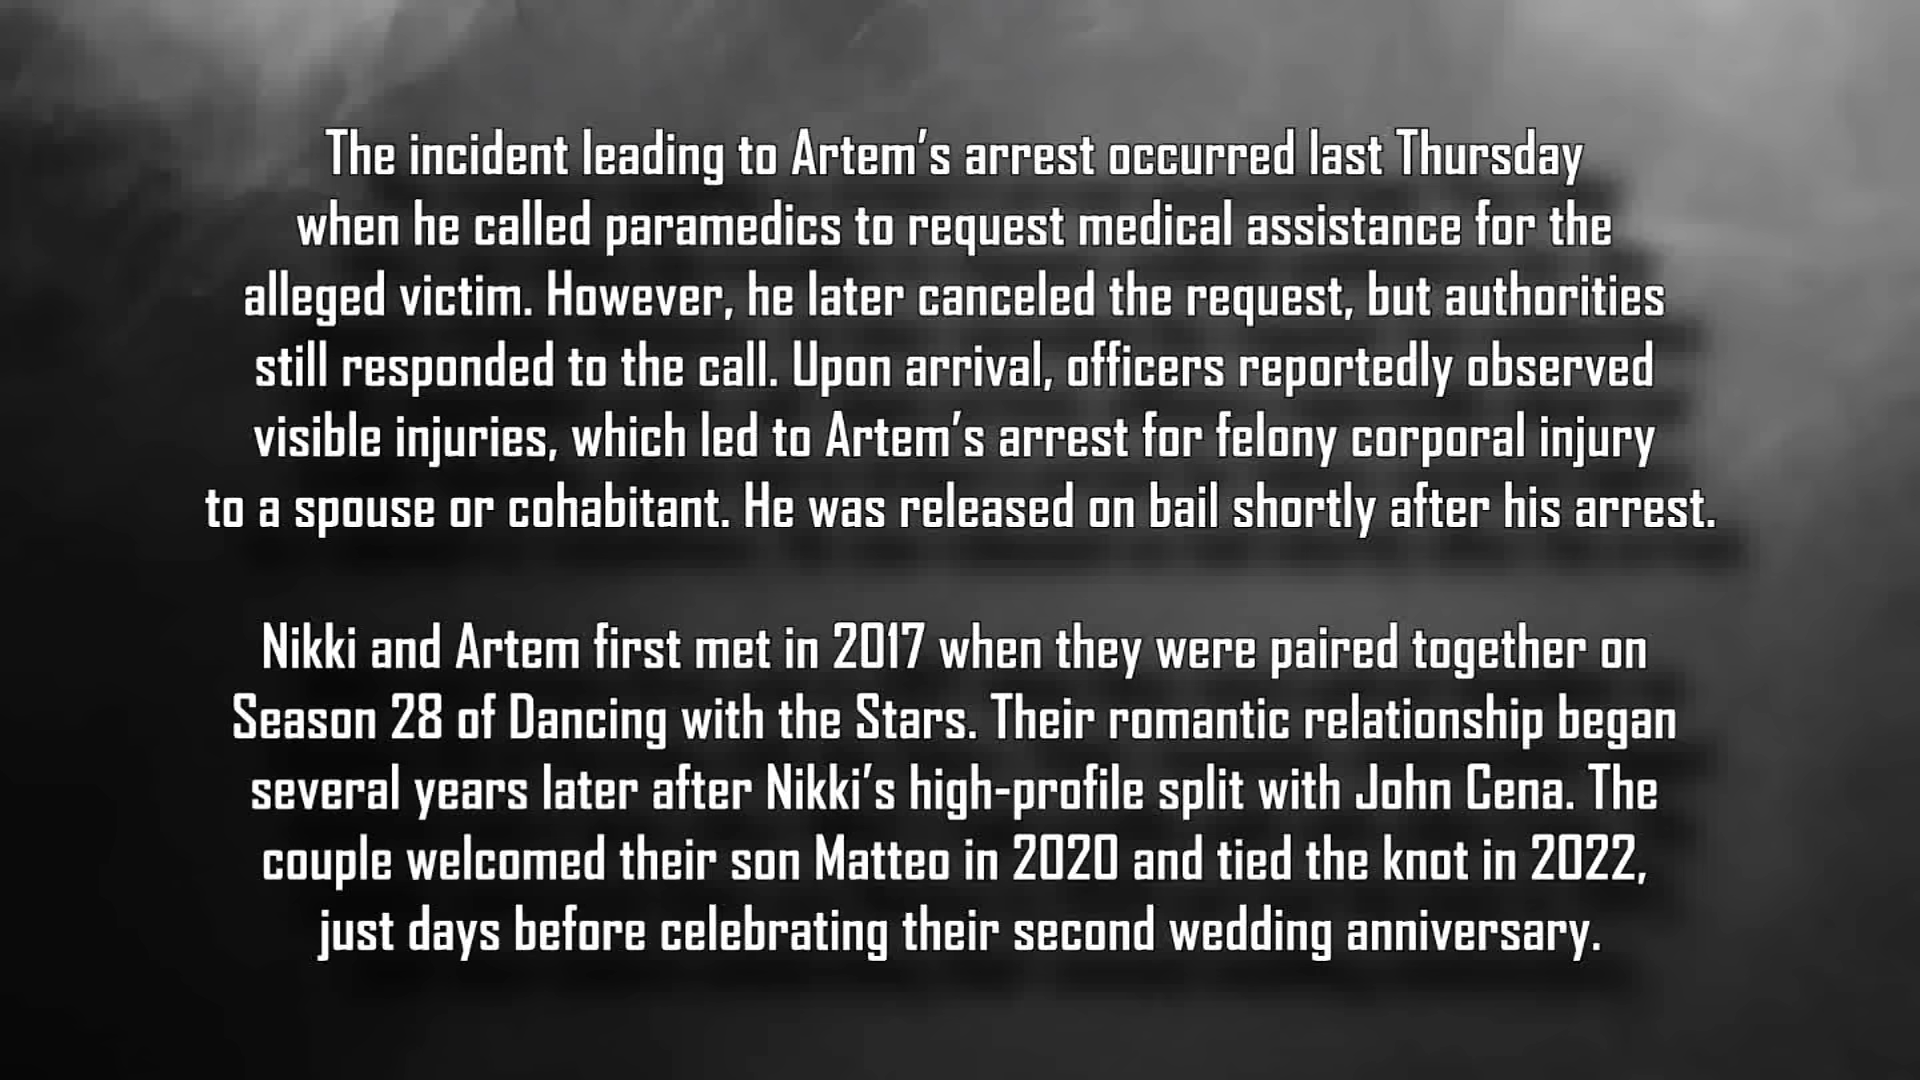 The incident leading to Artem’s arrest occurred last Thursday
when he called paramedics to request medical assistance for the
alleged victim. However, he later canceled the request, but authorities
still responded to the call. Upon arrival, officers reportedly observed
visible injuries, which led to Artem’s arrest for felony corporal injury
to a spouse or cohabitant. He was released on bail shortly after his arrest.
Nikki and Artem first met in 2017 when they were paired together on
Season 28 of Dancing with the Stars. Their romantic relationship began
several years later after Nikki’s high-profile split with John Cena. The
couple welcomed their son Matteo in 2020 and tied the knot in 2022,
just days before celebrating their second wedding anniversary.